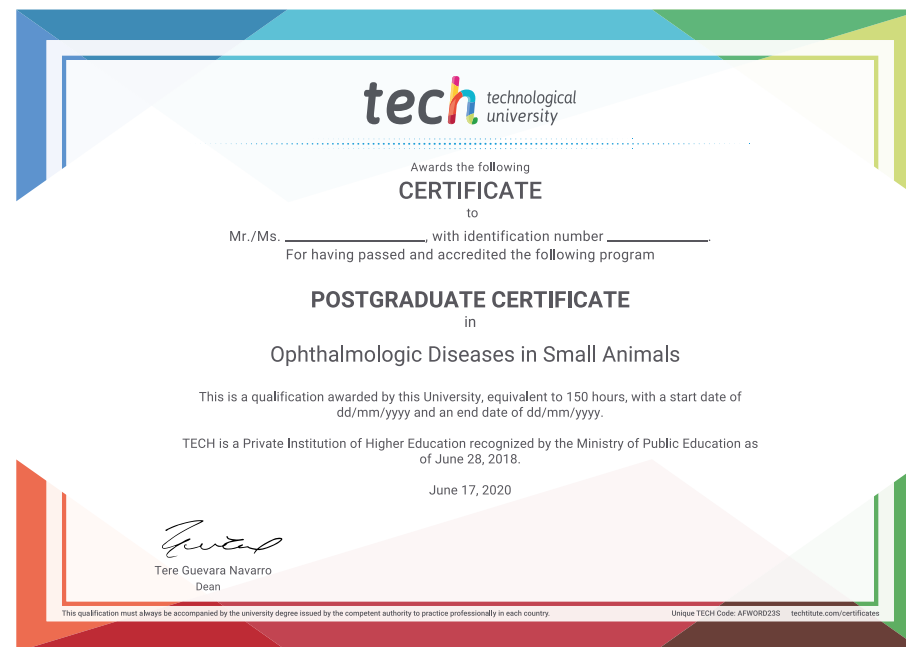 tech technological
university
Awards the following
CERTIFICATE
to
Mr./Ms. ____________________, with identification number ______________.
For having passed and accredited the following program
POSTGRADUATE CERTIFICATE
in
Ophthalmologic Diseases in Small Animals
This is a qualification awarded by this University, equivalent to 150 hours, with a start date of
dd/mm/yyyy and an end date of dd/mm/yyyy.
TECH is a Private Institution of Higher Education recognized by the Ministry of Public Education as
of June 28, 2018.
June 17, 2020
Tere Guevara Navarro
Dean
This qualification must always be accompanied by the university degree issued by the competent authority to practice professionally in each country.
Unique TECH Code: AFWORD23S techtitute.com/certificates